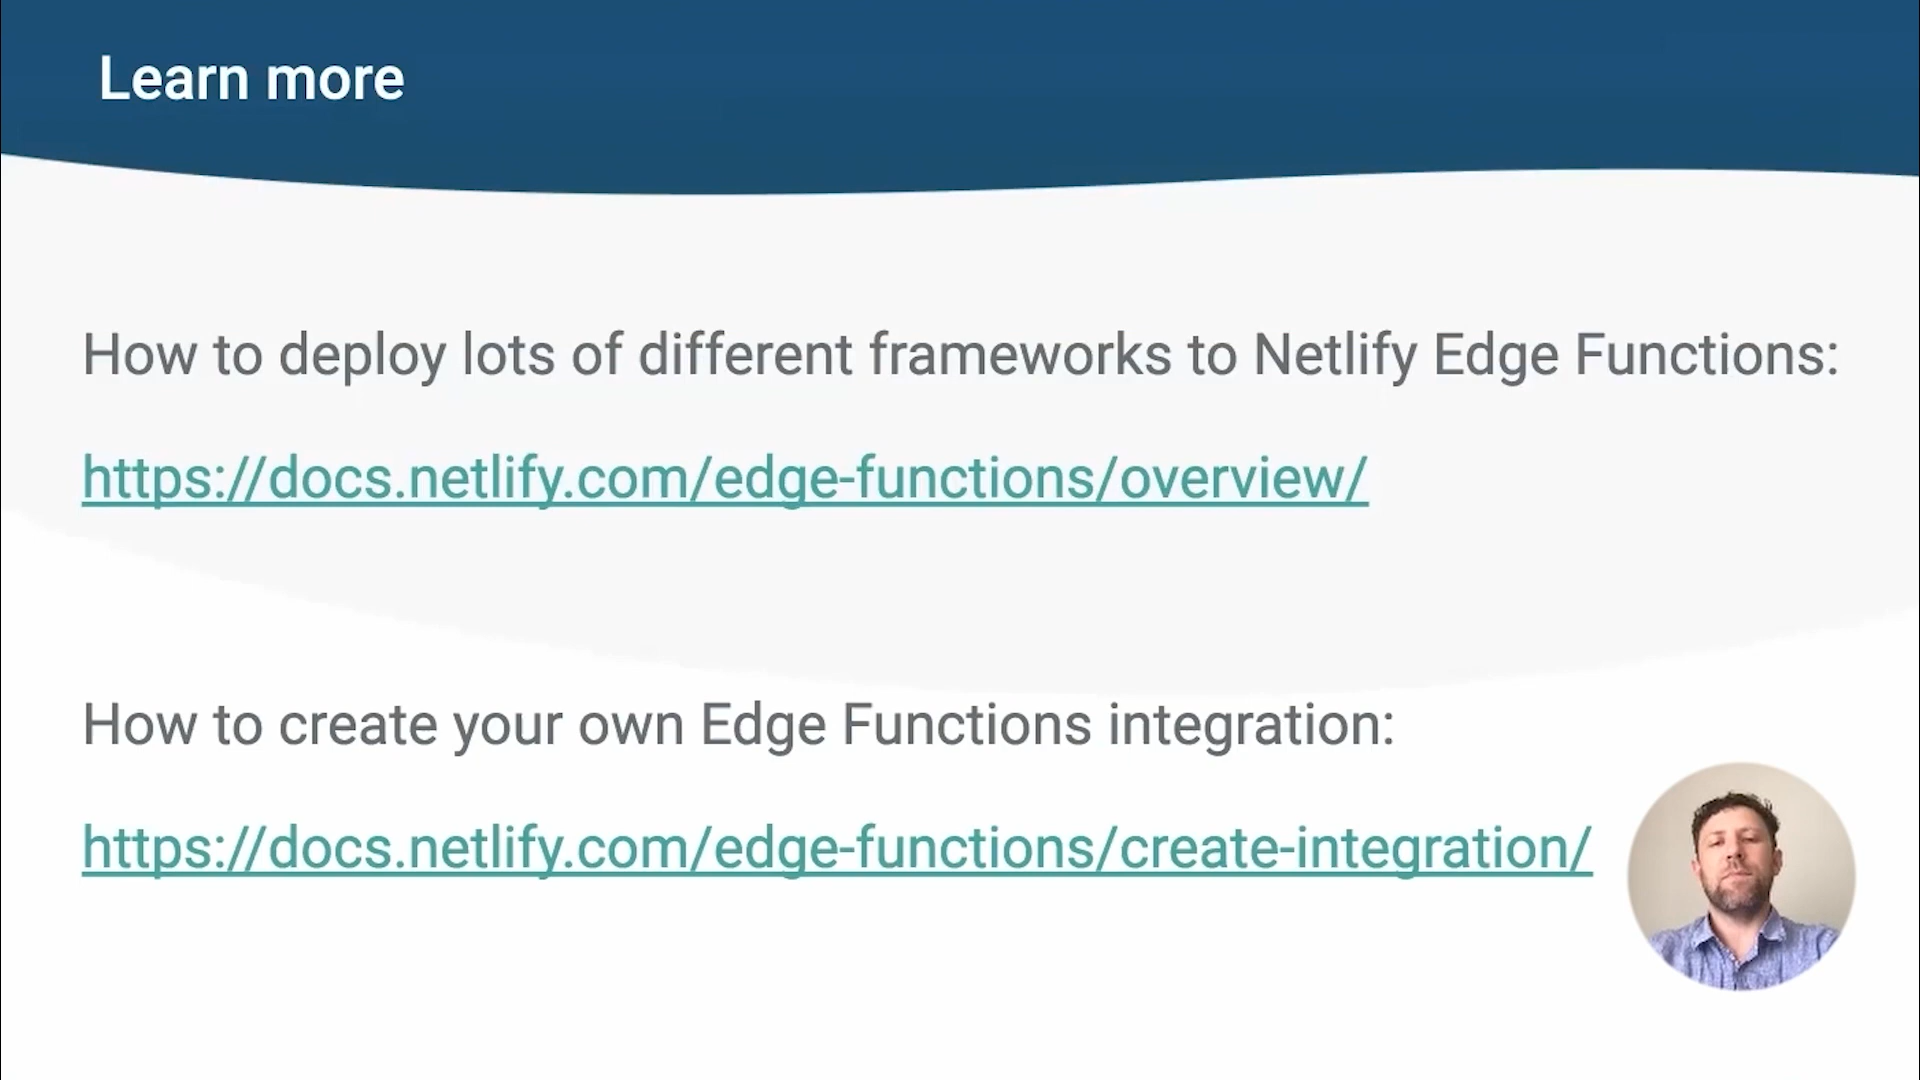 Learn more
How to deploy lots of different frameworks to Netlify Edge Functions:
https://docs.netlify.com/edge-functions/overview/
How to create your own Edge Functions integration:
https://docs.netlify.com/edge-functions/create-integration/